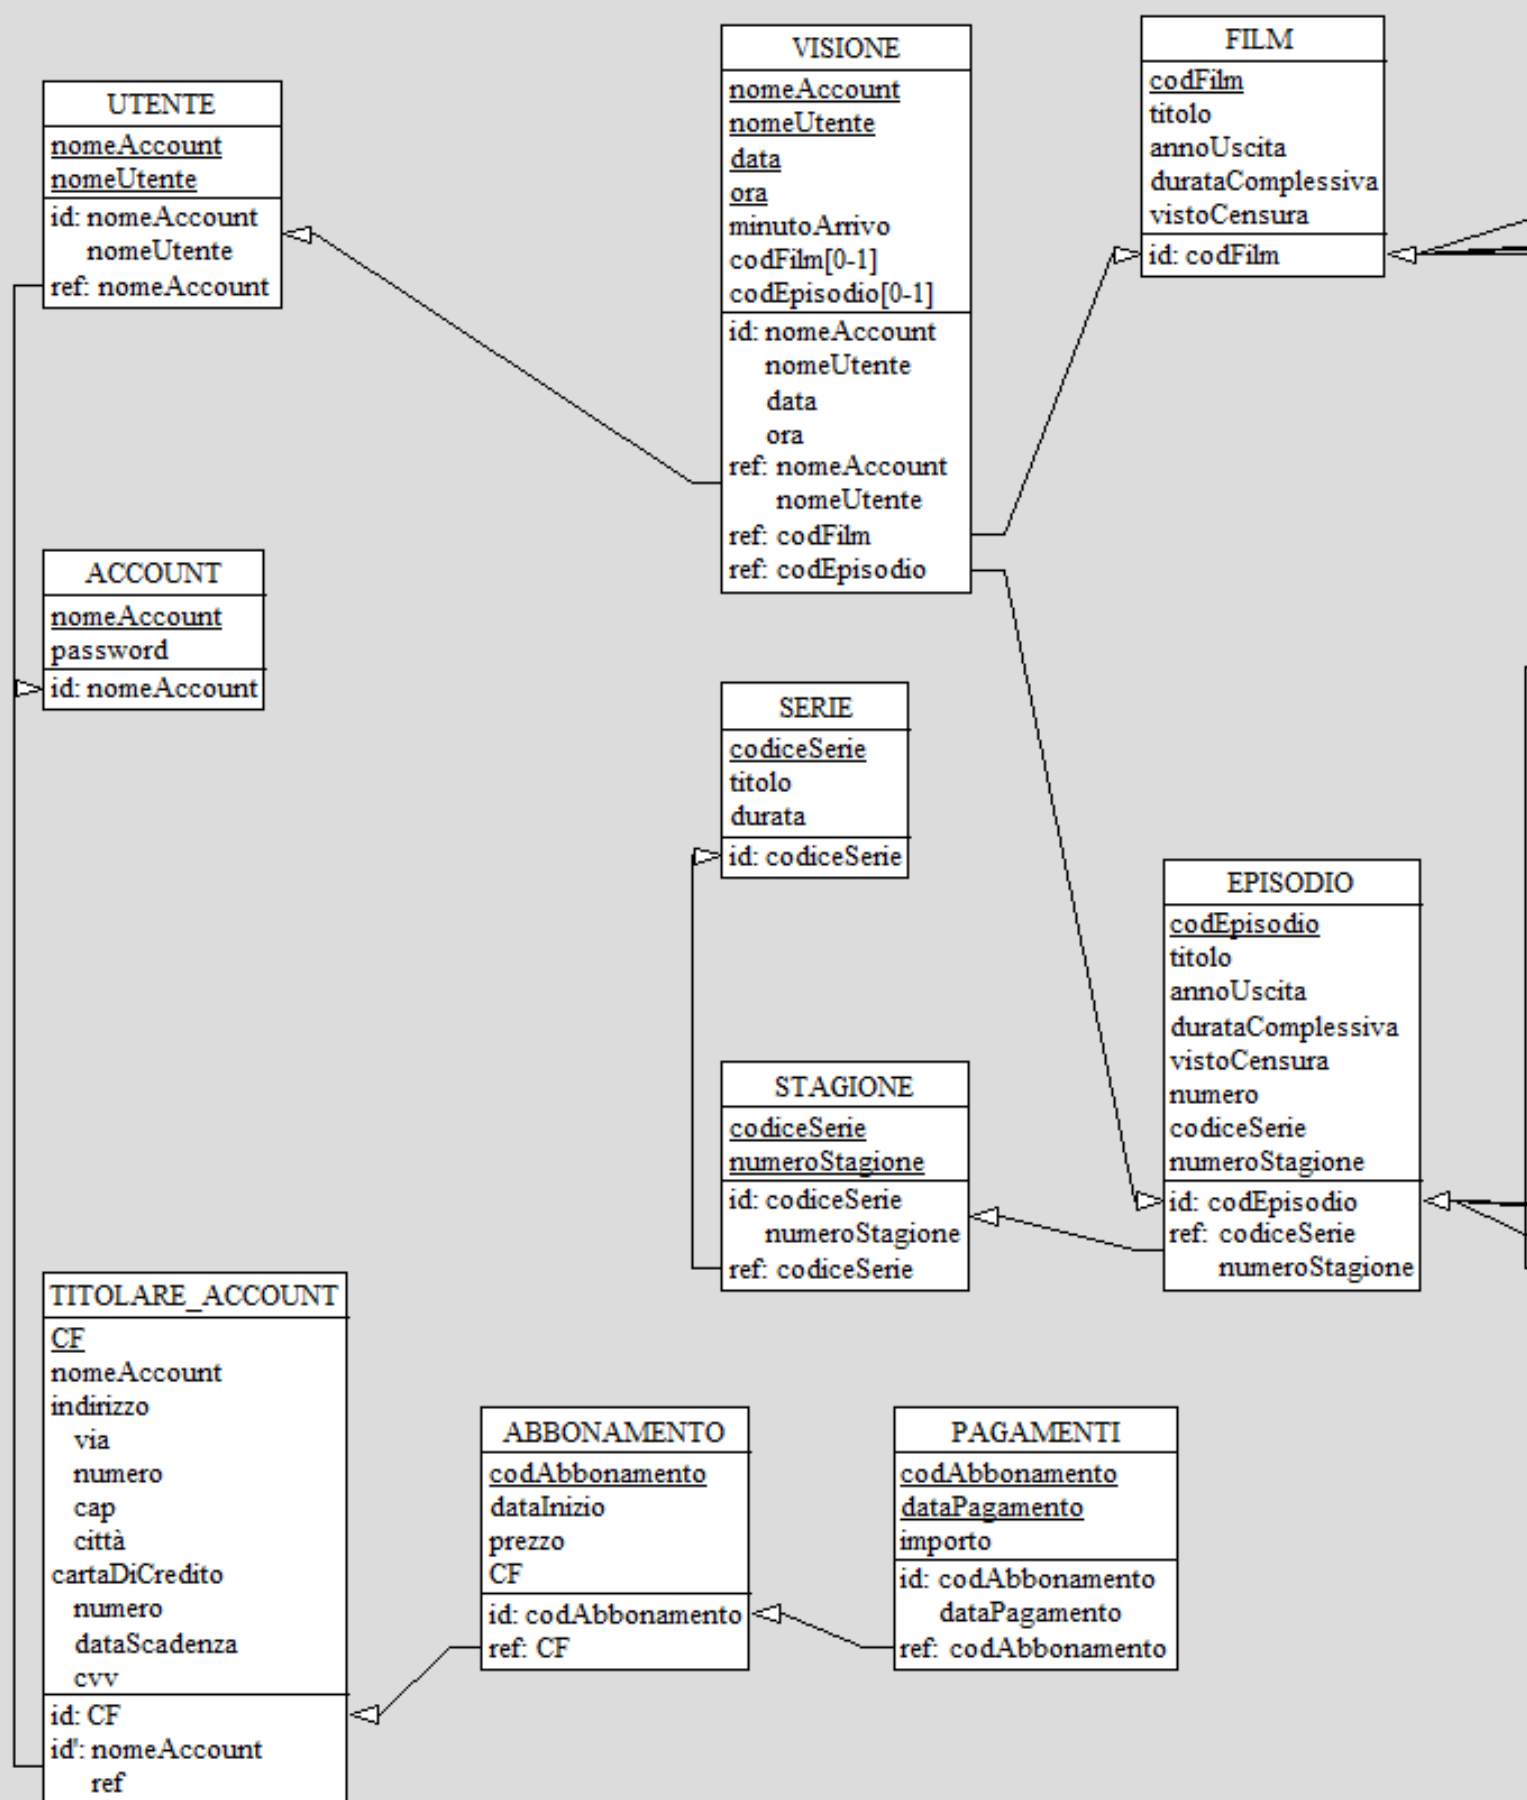 UTENTE
nomeAccount
nomeUtente
id: nomeAccount
nomeUtente
ref: nomeAccount
VISIONE
nomeAccount
nomeUtente
data
ora
minutoArrivo
codFilm[0-1]
codEpisodio[0-1]
id: nomeAccount
nomeUtente
data
ora
ref: nomeAccount
nomeUtente
ref: codFilm
ref: codEpisodio
FILM
codFilm
titolo
annoUscita
durataComplessiva
vistoCensura
id: codFilm
ACCOUNT
nomeAccount
password
id: nomeAccount
SERIE
codiceSerie
titolo
durata
id: codiceSerie
EPISODIO
codEpisodio
titolo
annoUscita
durataComplessiva
vistoCensura
numero
codiceSerie
numeroStagione
id: codEpisodio
ref: codiceSerie
numeroStagione
STAGIONE
codiceSerie
numeroStagione
id: codiceSerie
numeroStagione
ref: codiceSerie
TITOLARE_ACCOUNT
CF
nomeAccount
indirizzo
via
numero
cap
città
cartaDiCredito
numero
dataScadenza
cvv
id: CF
id': nomeAccount
ref
ABBONAMENTO
codAbbonamento
dataInizio
prezzo
CF
id: codAbbonamento
ref: CF
PAGAMENTI
codAbbonamento
dataPagamento
importo
id: codAbbonamento
dataPagamento
ref: codAbbonamento